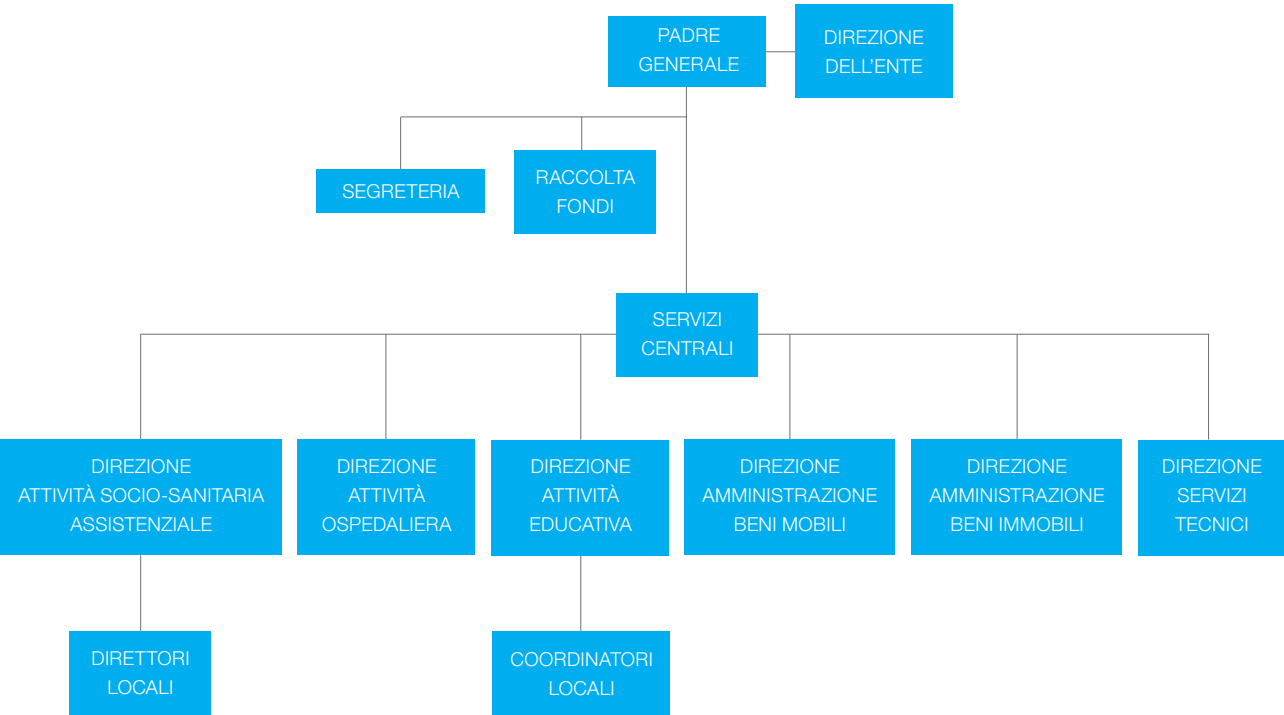 PADRE
GENERALE
DIREZIONE
DELL'ENTE
SEGRETERIA
RACCOLTA
FONDI
SERVIZI
CENTRALI
DIREZIONE
ATTIVITÀ SOCIO-SANITARIA
ASSISTENZIALE
DIREZIONE
ATTIVITÀ
OSPEDALIERA
DIREZIONE
ATTIVITÀ
EDUCATIVA
DIREZIONE
AMMINISTRAZIONE
BENI MOBILI
DIREZIONE
AMMINISTRAZIONE
BENI IMMOBILI
DIREZIONE
SERVIZI
TECNICI
DIRETTORI
LOCALI
COORDINATORI
LOCALI